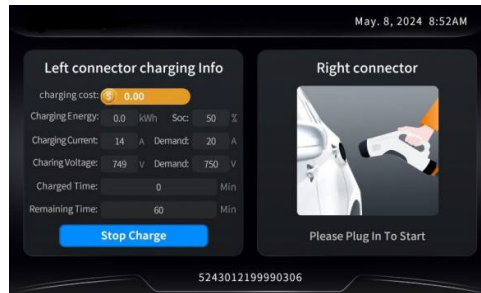 May. 8, 2024 8:52AM
Left connector charging Info
charging cost: $ 0.00
Charging Energy: 0.0 kWh Soc: 50 %
Charging Current: 14 A Demand: 20 A
Charing Voltage: 749 V Demand: 750 V
Charged Time: 0 Min
Remaining Time: 60 Min
Stop Charge
Right connector
Please Plug In To Start
5243012199990306